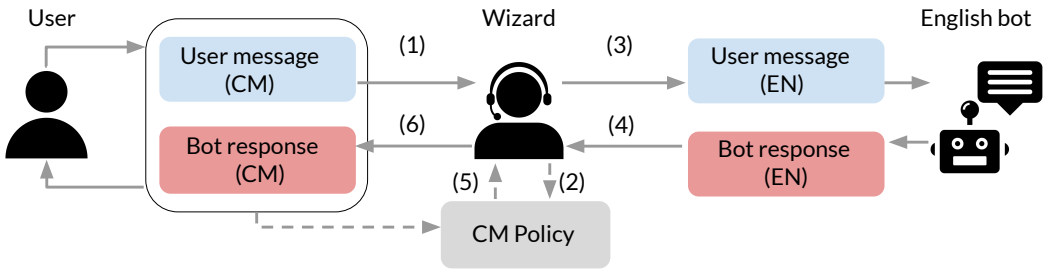 User
Wizard
English bot
User message
(CM)
(1)
(3)
User message
(EN)
Bot response
(CM)
(6)
(4)
Bot response
(EN)
(5)
(2)
CM Policy